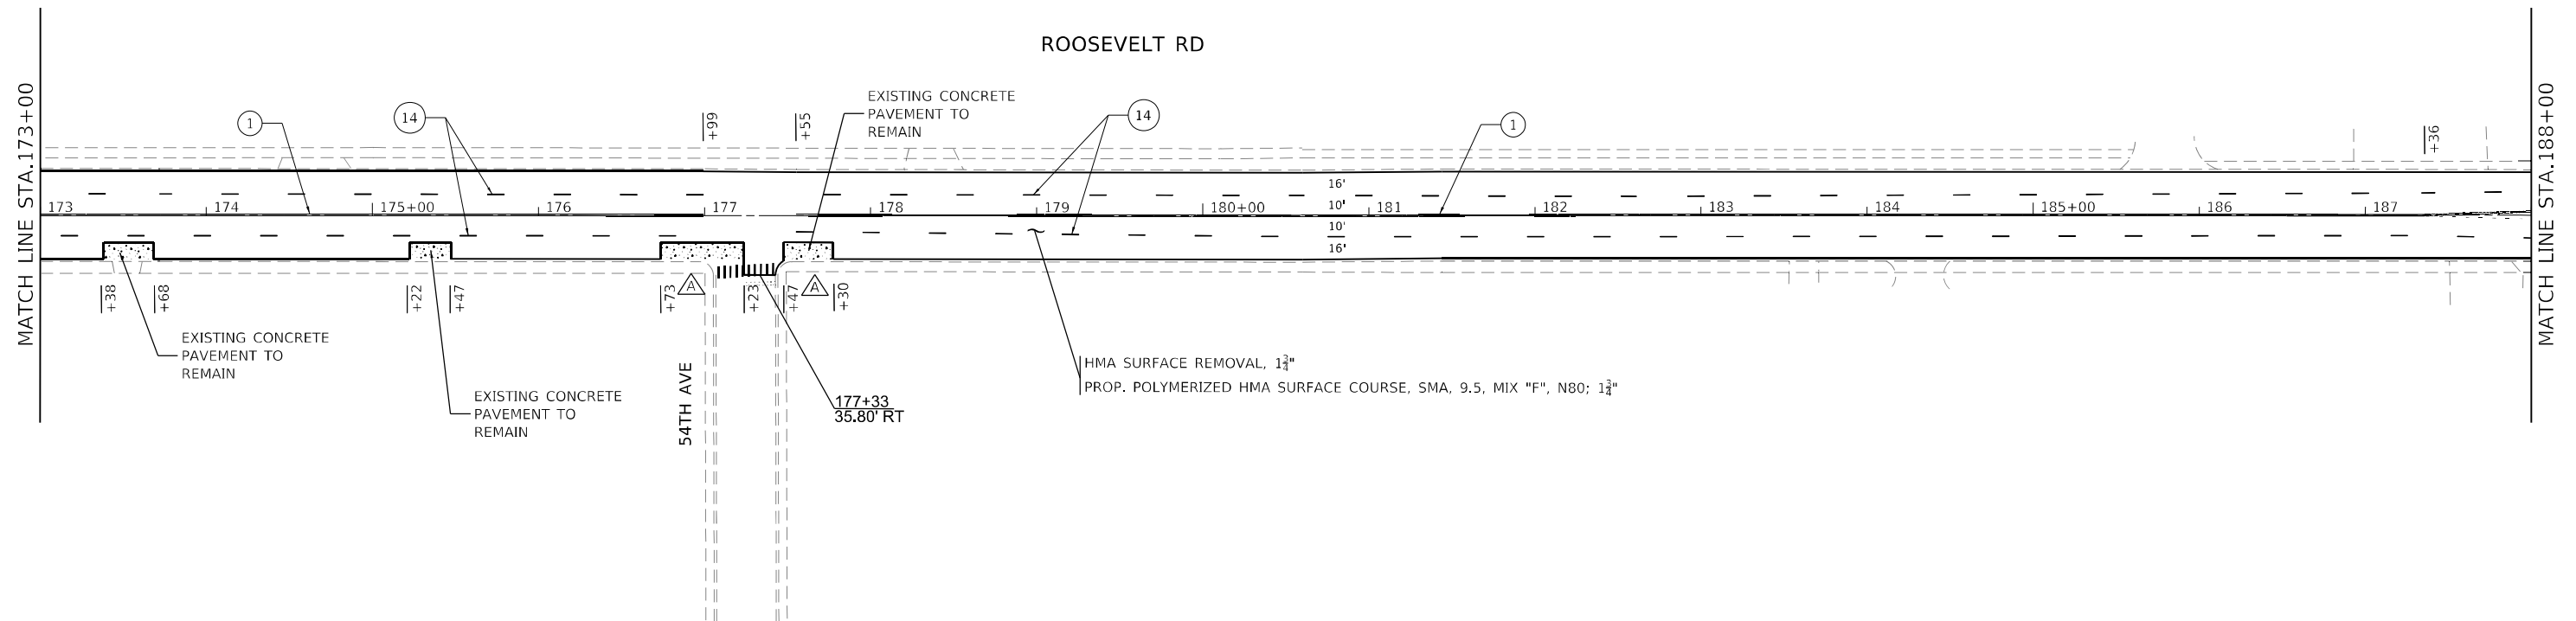 ROOSEVELT RD
MATCH LINE STA.173+00
MATCH LINE STA.188+00
EXISTING CONCRETE
PAVEMENT TO
REMAIN
1
14
+99
+55
14
1
+36
16'
173
174
175+00
176
177
178
179
180+00
10'
181
182
183
184
185+00
186
187
10'
16'
+38
+68
+22
+47
+73
A
+23
+47
A
+30
EXISTING CONCRETE
PAVEMENT TO
REMAIN
EXISTING CONCRETE
PAVEMENT TO
REMAIN
54TH AVE
177+33
35.80' RT
HMA SURFACE REMOVAL, 1¾"
PROP. POLYMERIZED HMA SURFACE COURSE, SMA, 9.5, MIX "F", N80; 1¾"